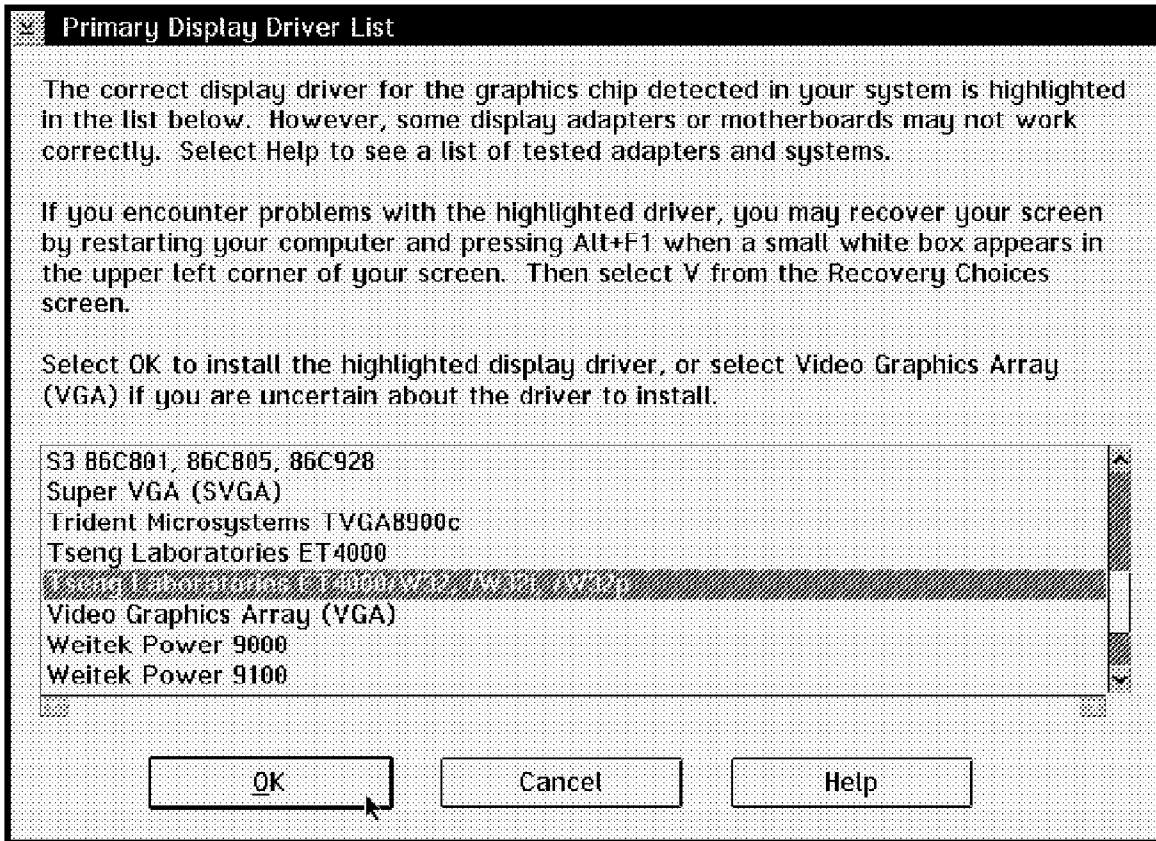 Primary Display Driver List
The correct display driver for the graphics chip detected in your system is highlighted
in the list below.  However, some display adapters or motherboards may not work
correctly.  Select Help to see a list of tested adapters and systems.
If you encounter problems with the highlighted driver, you may recover your screen
by restarting your computer and pressing Alt+F1 when a small white box appears in
the upper left corner of your screen.  Then select V from the Recovery Choices
screen.
Select OK to install the highlighted display driver, or select Video Graphics Array
(VGA) if you are uncertain about the driver to install.
S3 86C801, 86C805, 86C928
Super VGA (SVGA)
Trident Microsystems TVGA8900c
Tseng Laboratories ET4000
Tseng Laboratories ET4000/W32, /W32i, /W32p
Video Graphics Array (VGA)
Weitek Power 9000
Weitek Power 9100
OK
Cancel
Help